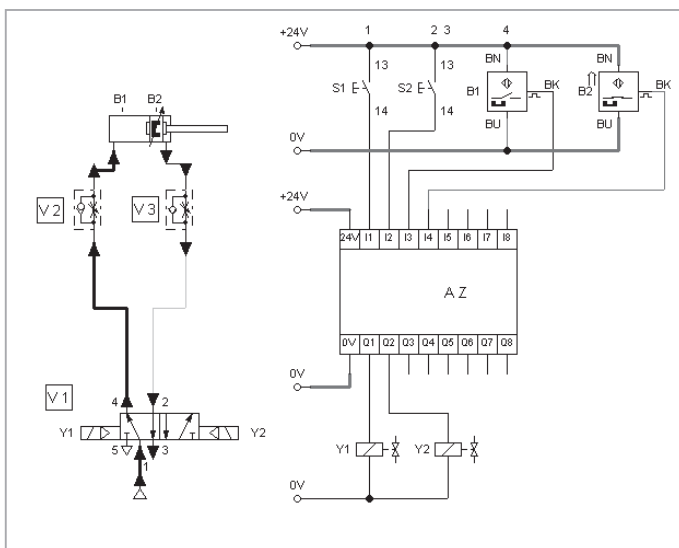 1 2 3 4
+24V
BN BN
13 13
S1 S2 B1 BK B2 BK
14 14
BU BU
0V
B1 B2
V2 V3
+24V
24V I1 I2 I3 I4 I5 I6 I7 I8
AZ
0V Q1 Q2 Q3 Q4 Q5 Q6 Q7 Q8
0V
V1
4 2
Y1 Y2
5 3
1
Y1 Y2
0V